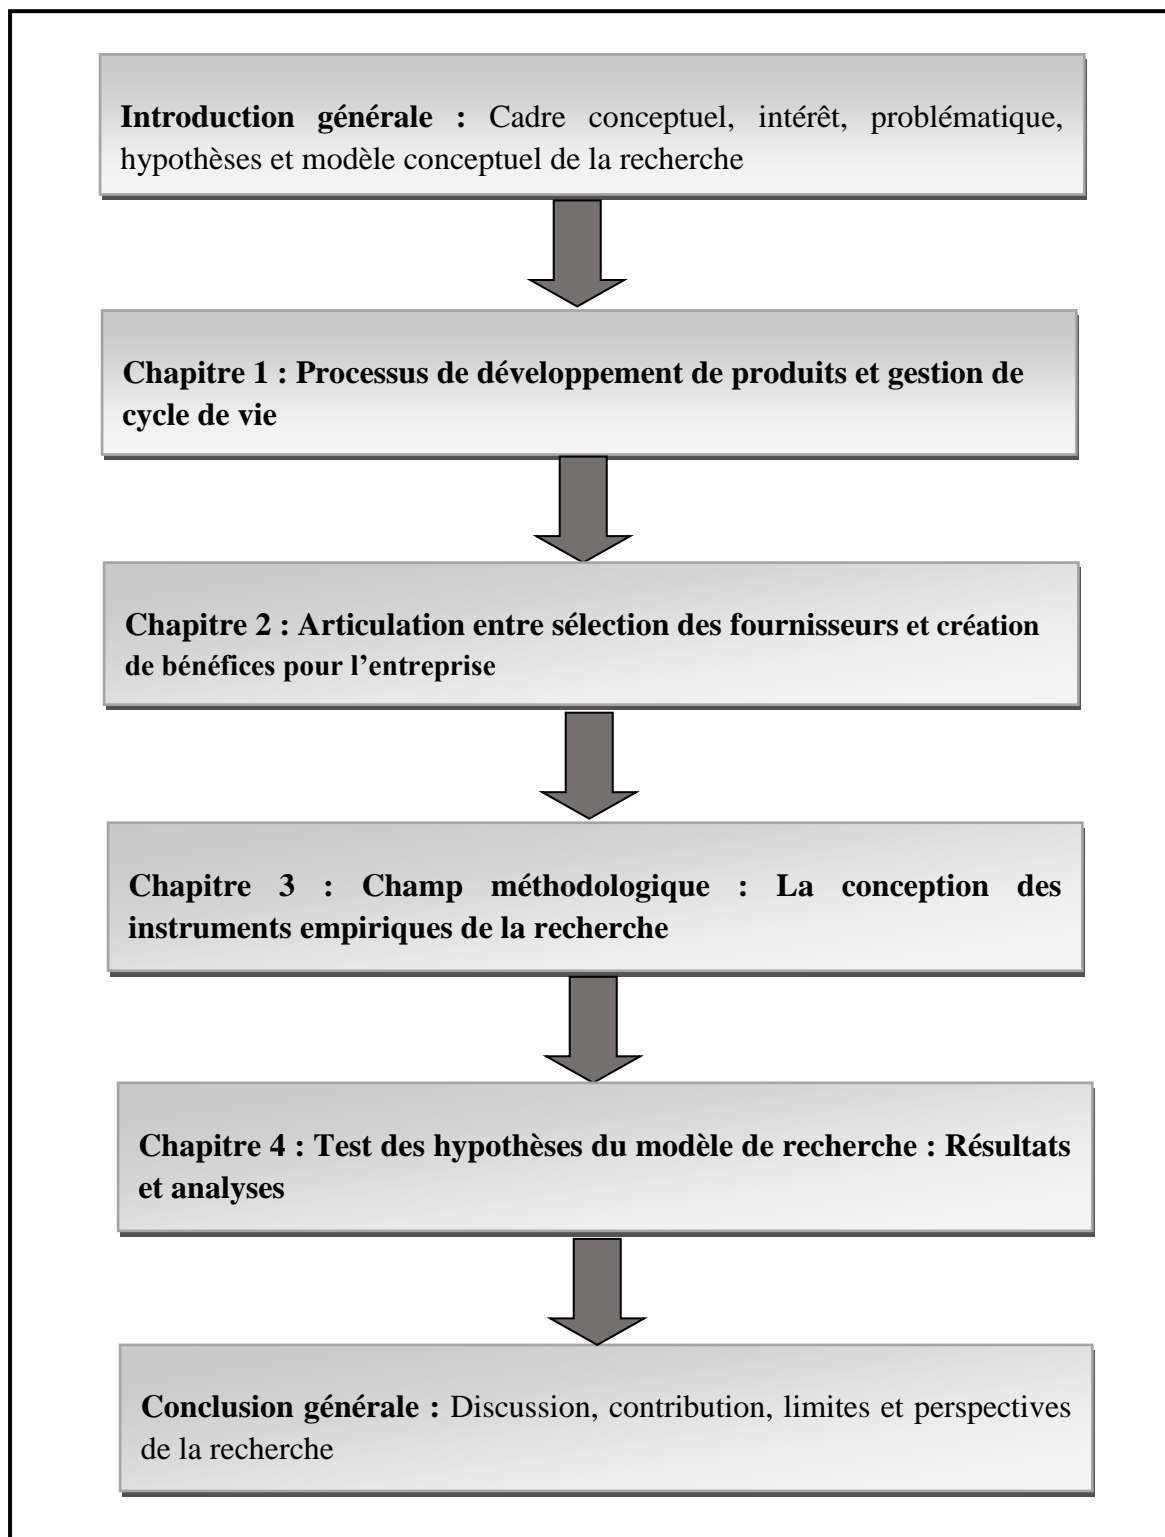 Introduction générale : Cadre conceptuel, intérêt, problématique,
hypothèses et modèle conceptuel de la recherche
Chapitre 1 : Processus de développement de produits et gestion de
cycle de vie
Chapitre 2 : Articulation entre sélection des fournisseurs et création
de bénéfices pour l’entreprise
Chapitre 3 : Champ méthodologique : La conception des
instruments empiriques de la recherche
Chapitre 4 : Test des hypothèses du modèle de recherche : Résultats
et analyses
Conclusion générale : Discussion, contribution, limites et perspectives
de la recherche